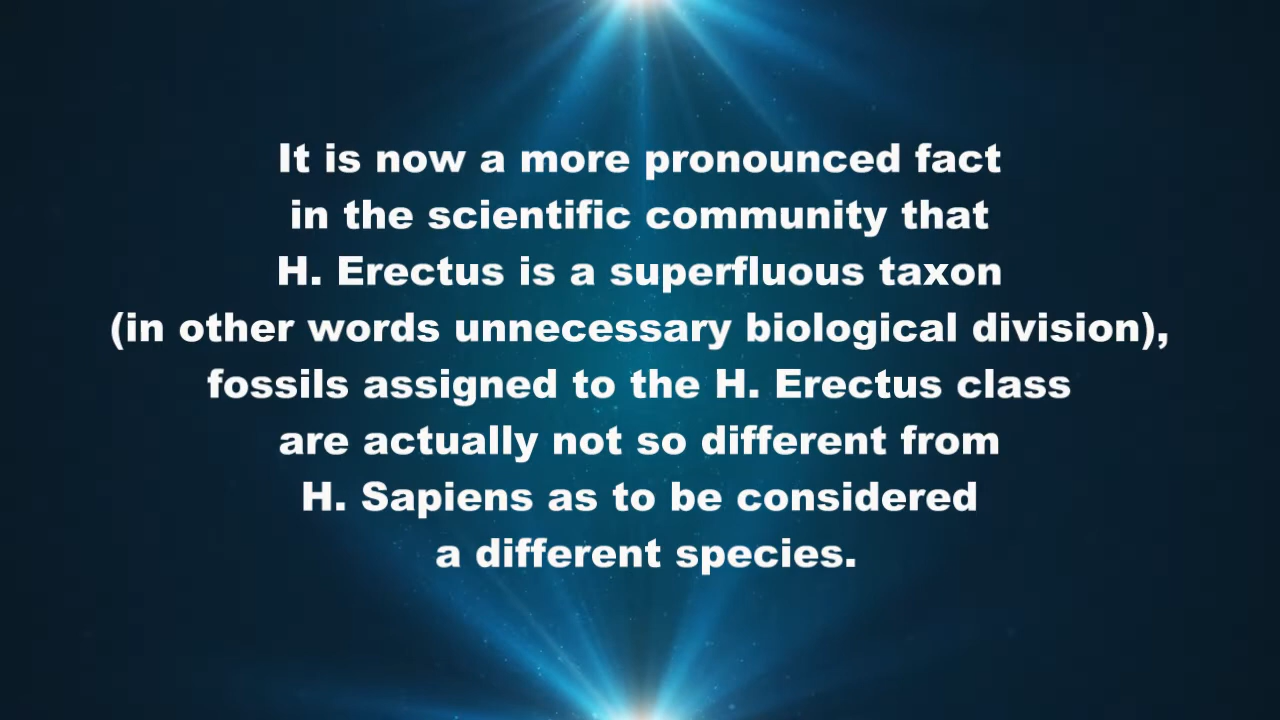 It is now a more pronounced fact
in the scientific community that
H. Erectus is a superfluous taxon
(in other words unnecessary biological division),
fossils assigned to the H. Erectus class
are actually not so different from
H. Sapiens as to be considered
a different species.